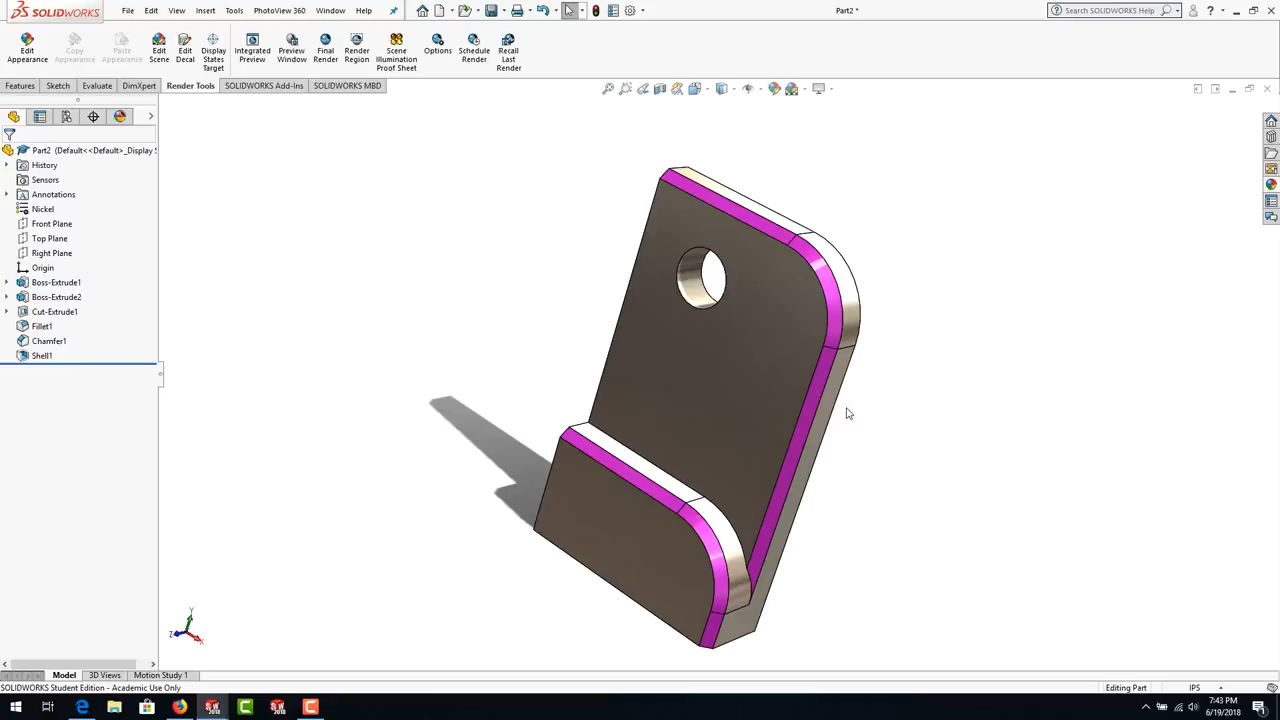 SOLIDWORKS
File Edit View Insert Tools PhotoView 360 Window Help
Part2 *
Search SOLIDWORKS Help
Edit Appearance
Copy Appearance
Paste Appearance
Edit Scene
Edit Decal
Display States Target
Integrated Preview
Preview Window
Final Render
Render Region
Scene Illumination Proof Sheet
Options
Schedule Render
Recall Last Render
Features Sketch Evaluate DimXpert Render Tools SOLIDWORKS Add-Ins SOLIDWORKS MBD
Part2 (Default<<Default>_Display S
History
Sensors
Annotations
Nickel
Front Plane
Top Plane
Right Plane
Origin
Boss-Extrude1
Boss-Extrude2
Cut-Extrude1
Fillet1
Chamfer1
Shell1
Y
Z
X
Model 3D Views Motion Study 1
SOLIDWORKS Student Edition - Academic Use Only
Editing Part
IPS
7:43 PM
6/19/2018